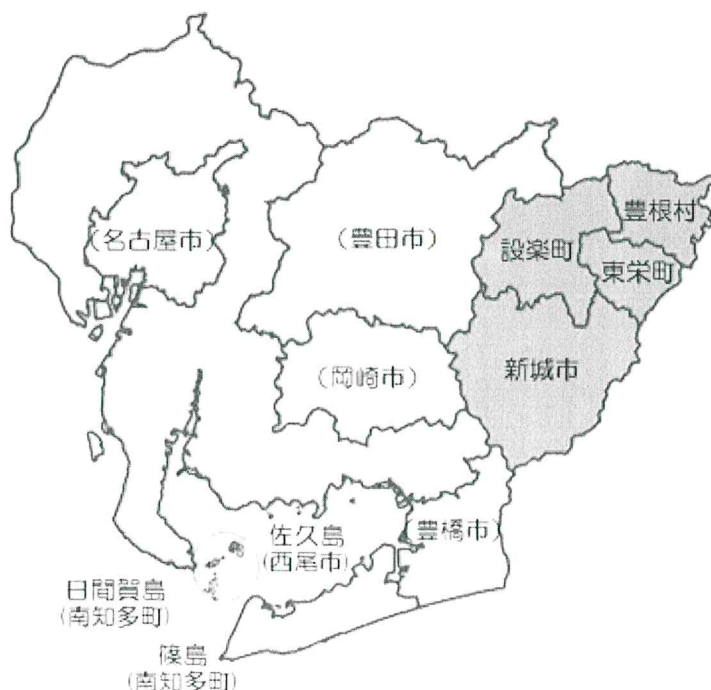 豊根村
(名古屋市)
(豊田市)
設楽町
東栄町
(岡崎市)
新城市
佐久島
(西尾市)
(豊橋市)
日間賀島
(南知多町)
篠島
(南知多町)